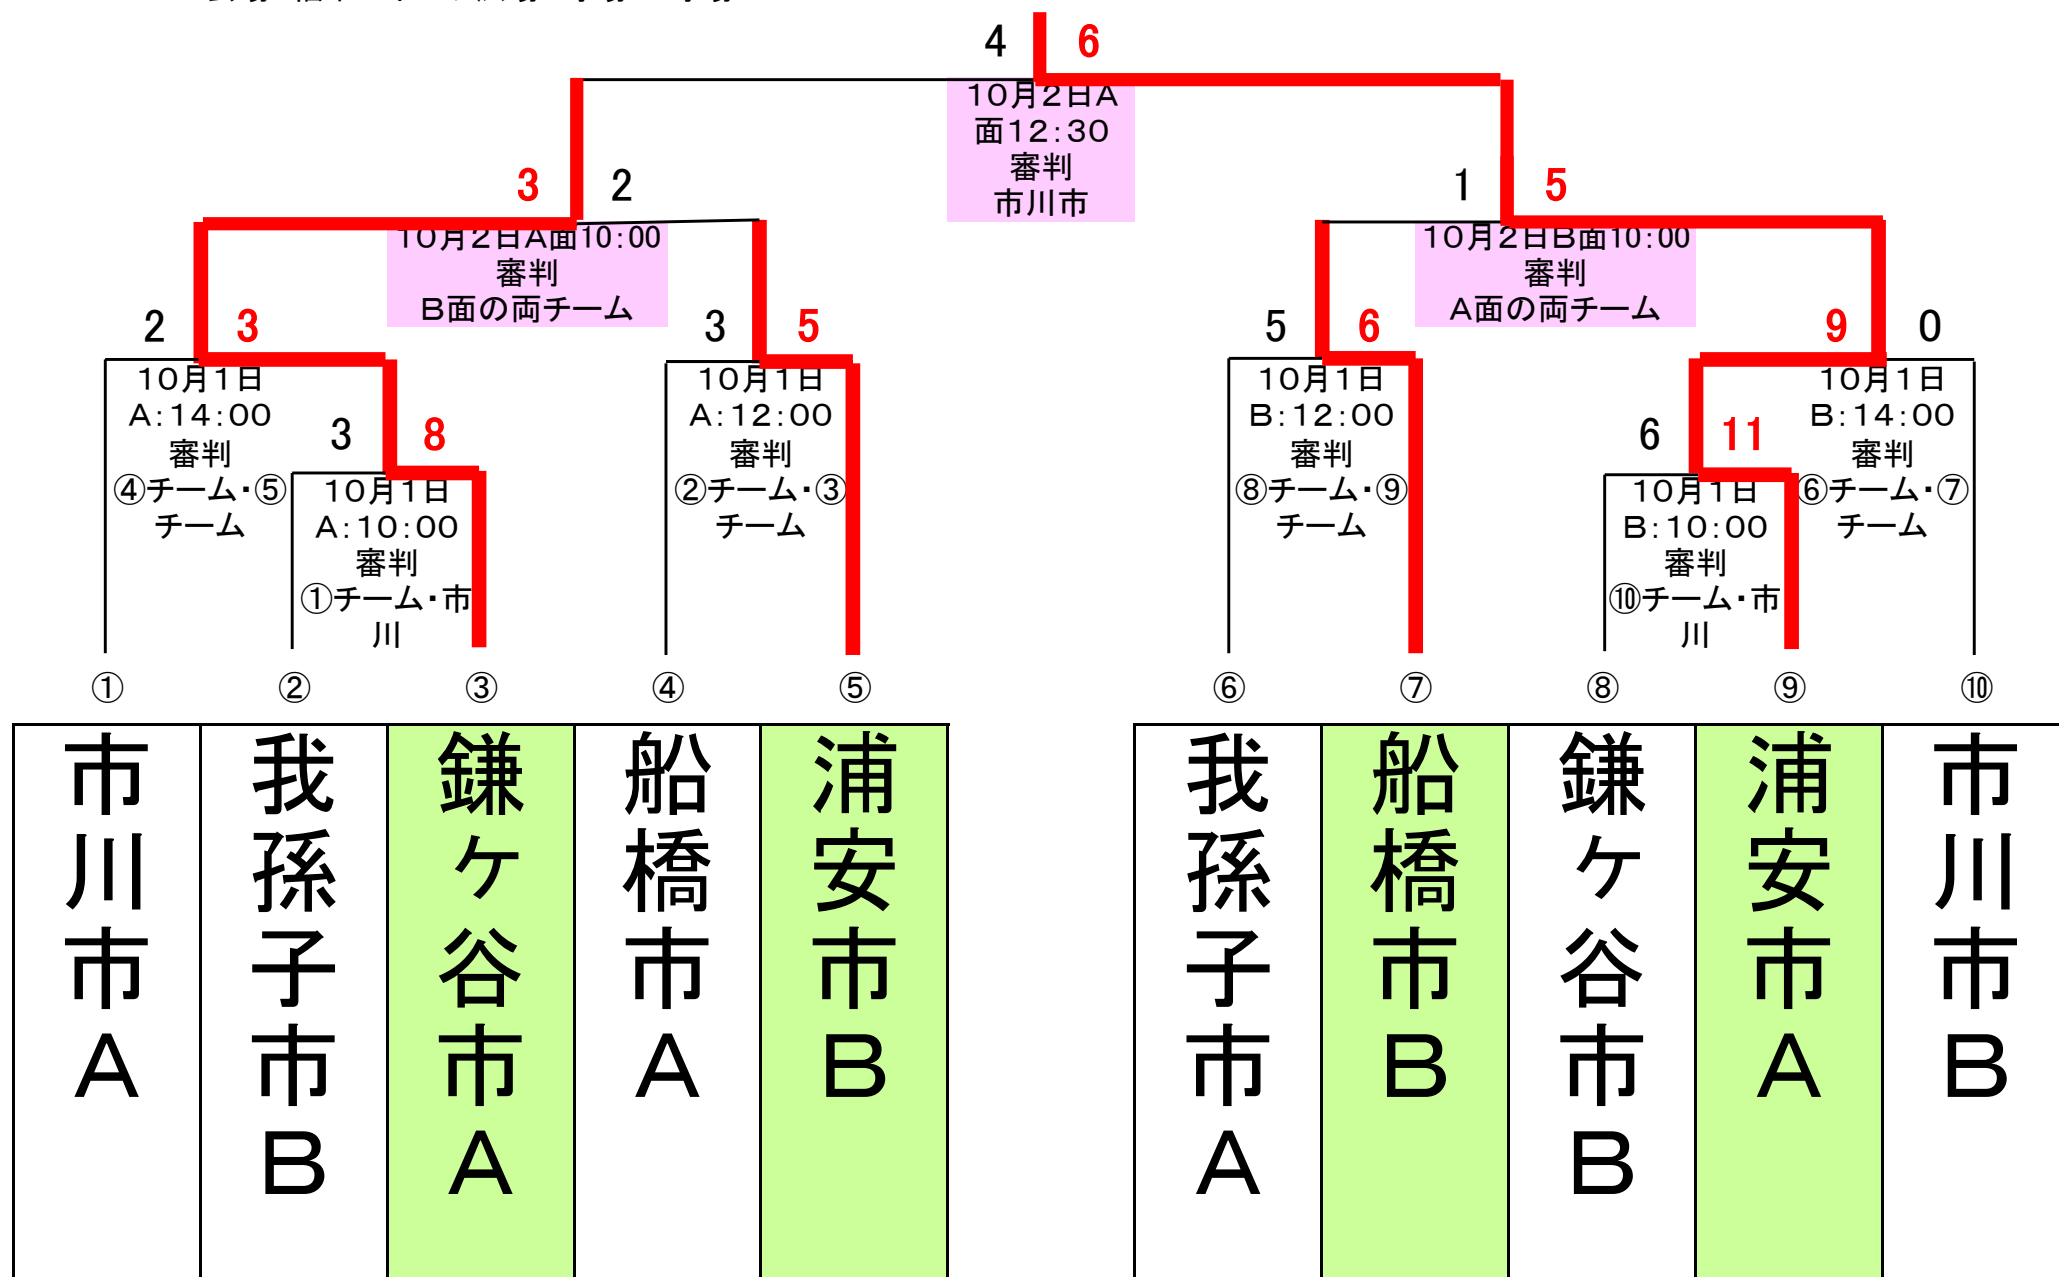 4 6
10月2日A
面12:30
審判
市川市
3 2
1 5
10月2日A面10:00
審判
B面の両チーム
10月2日B面10:00
審判
A面の両チーム
2 3
3 5
5 6
9 0
10月1日
A:14:00
審判
④チーム・⑤
チーム
3 8
10月1日
A:10:00
審判
①チーム・市
川
10月1日
A:12:00
審判
②チーム・③
チーム
10月1日
B:12:00
審判
⑧チーム・⑨
チーム
6 11
10月1日
B:10:00
審判
⑩チーム・市
川
10月1日
B:14:00
審判
⑥チーム・⑦
チーム
① ② ③ ④ ⑤ ⑥ ⑦ ⑧ ⑨ ⑩
市川市A
我孫子市B
鎌ケ谷市A
船橋市A
浦安市B
我孫子市A
船橋市B
鎌ケ谷市B
浦安市A
市川市B